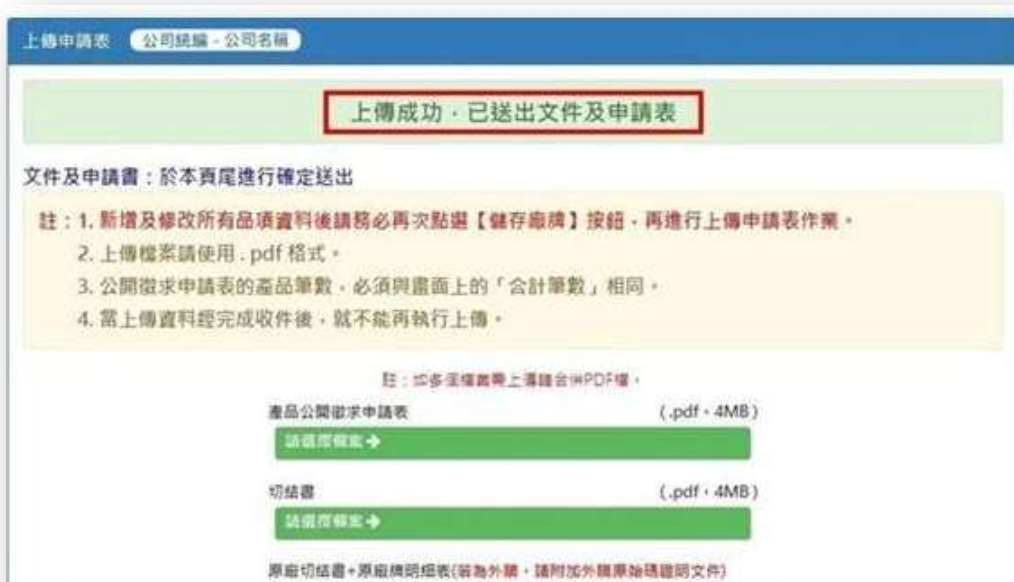 上傳申請表 公司統編-公司名稱
上傳成功,已送出文件及申請表
文件及申請書:於本頁尾進行確定送出
註:1. 新增及修改所有品項資料後請務必再次點選【儲存廠牌】按鈕,再進行上傳申請表作業。
2. 上傳檔案請使用 .pdf 格式。
3. 公開徵求申請表的產品筆數,必須與畫面上的「合計筆數」相同。
4. 當上傳資料經完成收件後,就不能再執行上傳。
註:如多個檔案需上傳請合併PDF檔。
產品公開徵求申請表 (.pdf,4MB)
請選擇檔案
切結書 (.pdf,4MB)
請選擇檔案
原廠切結書+原廠牌明細表(若為外購,請附加外購原始碼證明文件)